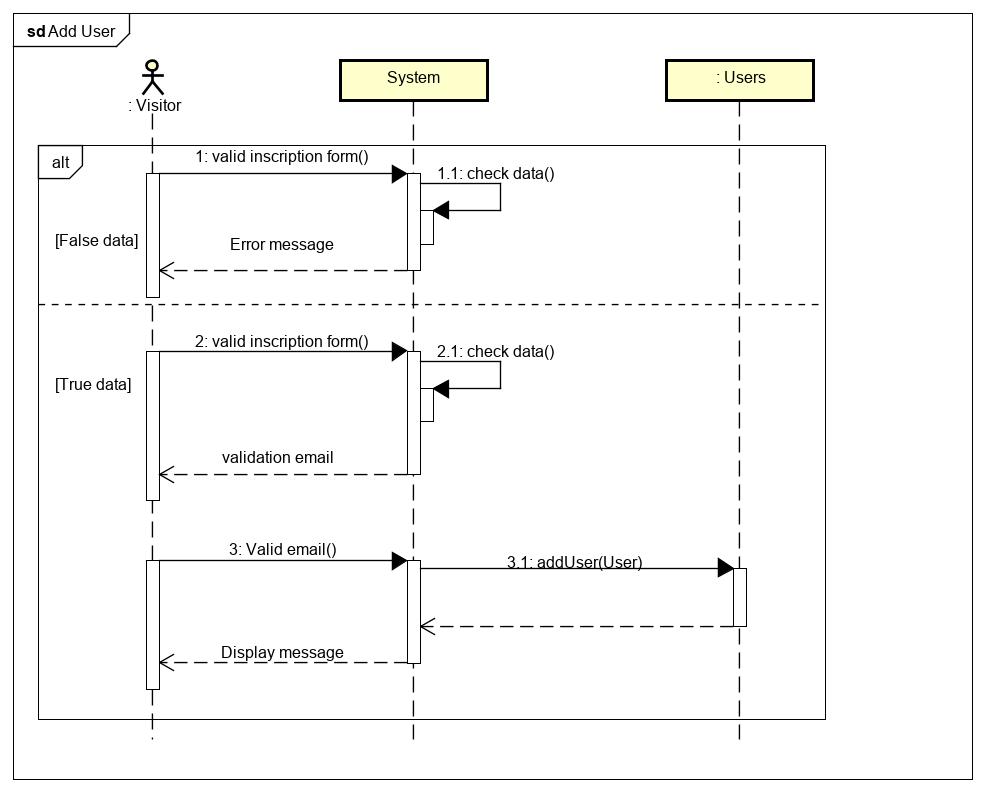 sd Add User
: Visitor
System
: Users
alt
1: valid inscription form()
1.1: check data()
[False data]
Error message
2: valid inscription form()
2.1: check data()
[True data]
validation email
3: Valid email()
3.1: addUser(User)
Display message